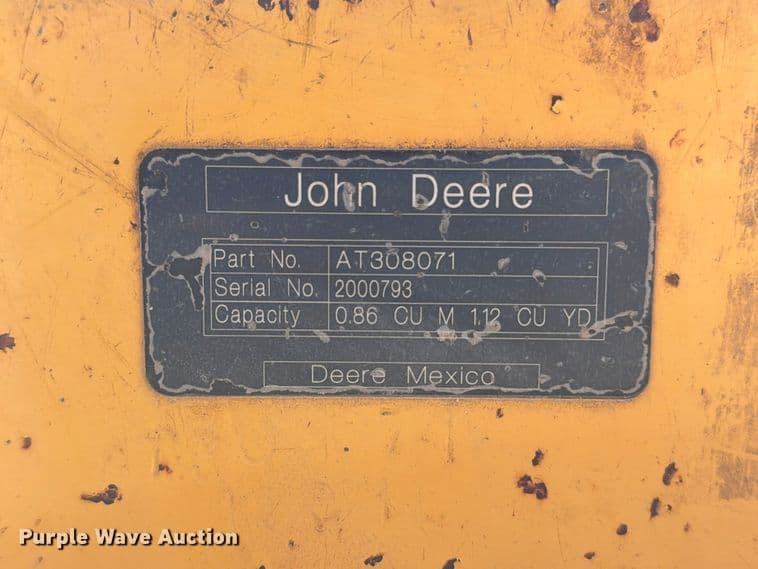 John Deere
Part No. AT308071
Serial No. 2000793
Capacity 0.86 CU M 1.12 CU YD
Deere Mexico
Purple Wave Auction